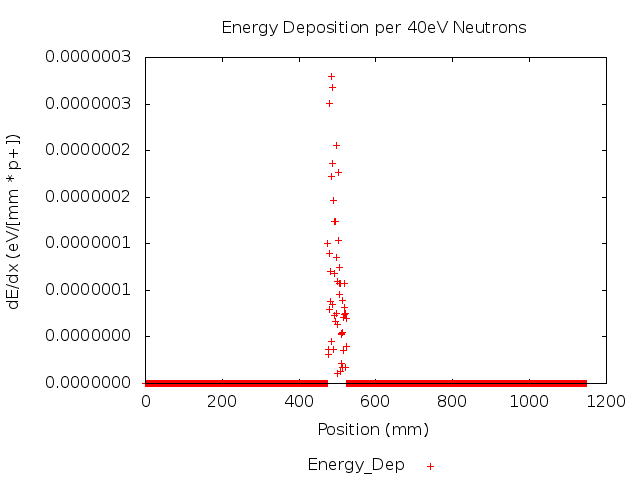 Energy Deposition per 40eV Neutrons
0.0000003
0.0000003
0.0000002
0.0000002
0.0000001
0.0000001
0.0000000
0.0000000
dE/dx (eV/[mm * p+])
0 200 400 600 800 1000 1200
Position (mm)
Energy_Dep